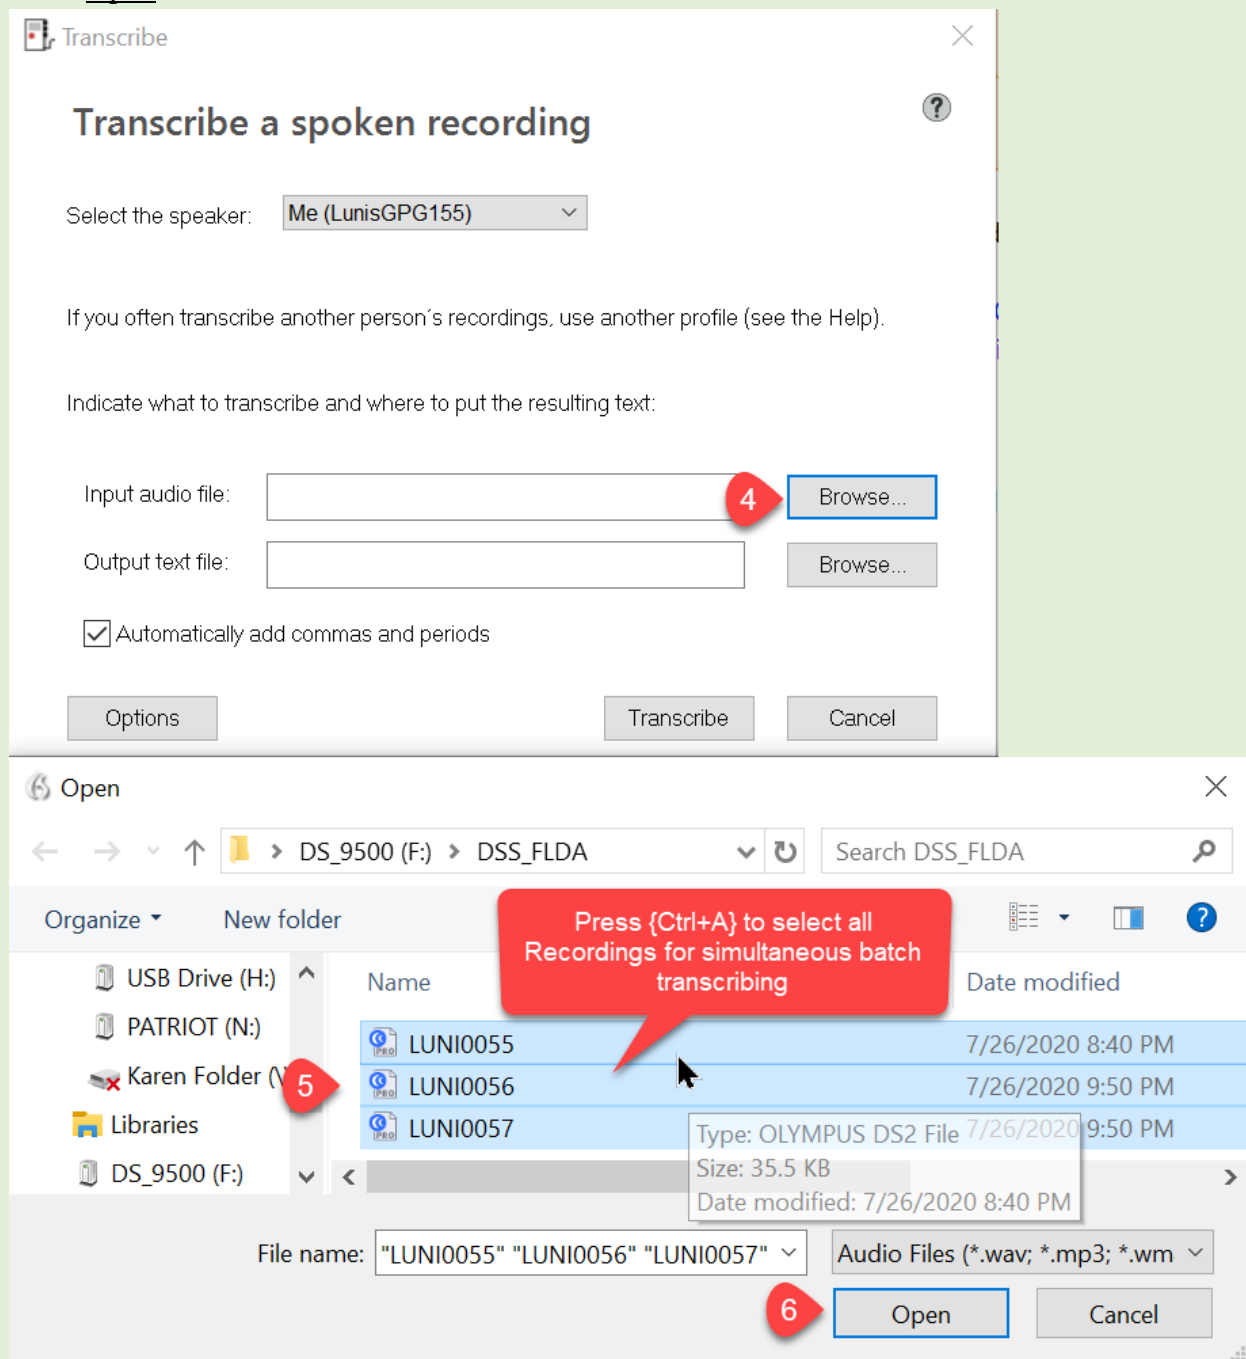 Transcribe
Transcribe a spoken recording
?
Select the speaker: Me (LunisGPG155)
If you often transcribe another person´s recordings, use another profile (see the Help).
Indicate what to transcribe and where to put the resulting text:
Input audio file: 4 Browse...
Output text file: Browse...
Automatically add commas and periods
Options Transcribe Cancel
Open
DS_9500 (F:) > DSS_FLDA Search DSS_FLDA
Organize New folder ?
Press {Ctrl+A} to select all
Recordings for simultaneous batch
transcribing
USB Drive (H:) Name Date modified
PATRIOT (N:)
LUNI0055 7/26/2020 8:40 PM
Karen Folder (\
5 LUNI0056 7/26/2020 9:50 PM
Libraries LUNI0057 7/26/2020 9:50 PM
Type: OLYMPUS DS2 File
DS_9500 (F:) Size: 35.5 KB
Date modified: 7/26/2020 8:40 PM
File name: "LUNI0055" "LUNI0056" "LUNI0057" Audio Files (*.wav; *.mp3; *.wm
6 Open Cancel